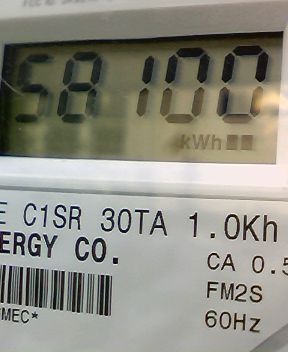 58100
kWh
E C1SR 30TA 1.0Kh
ERGY CO.
CA 0.5
FM2S
MEC*
60Hz